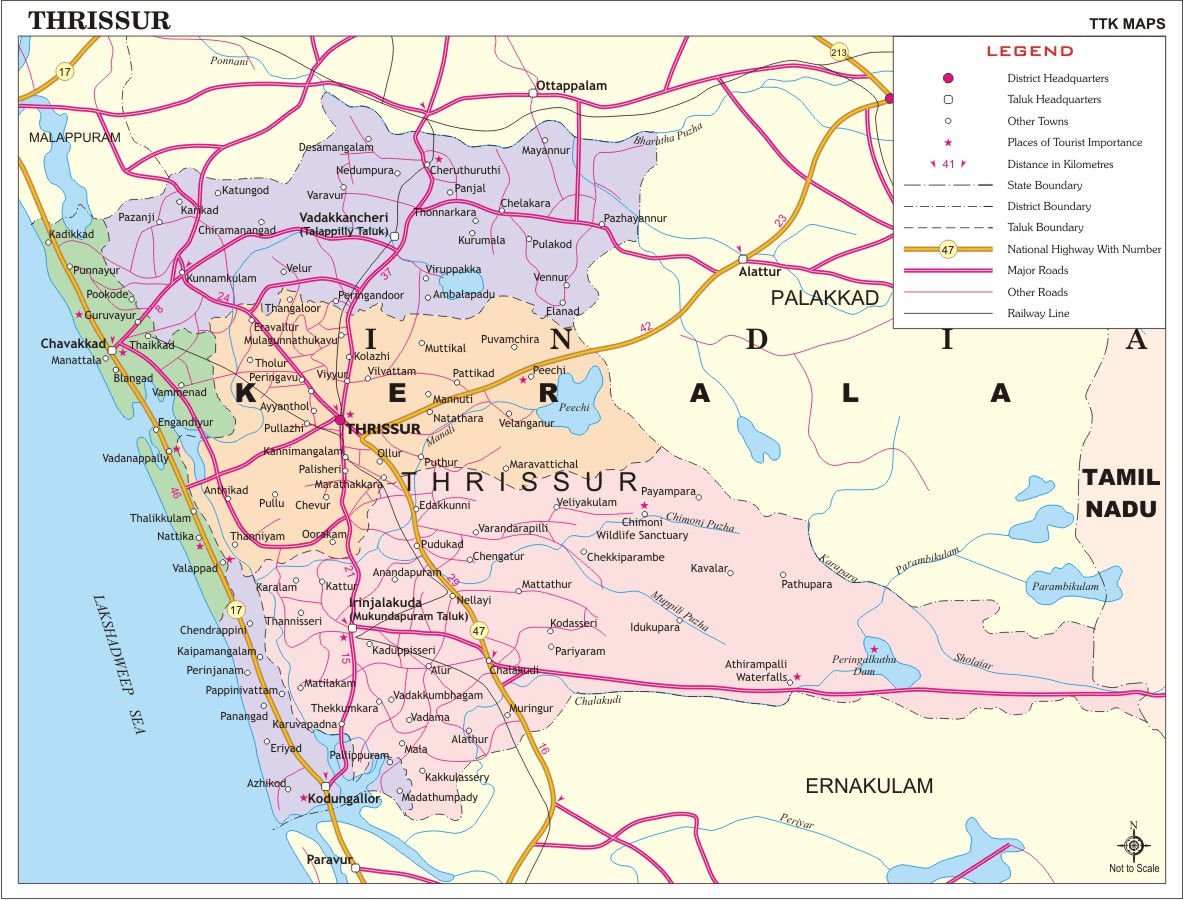 THRISSUR
TTK MAPS
LEGEND
District Headquarters
Taluk Headquarters
Other Towns
Places of Tourist Importance
41
Distance in Kilometres
State Boundary
District Boundary
Taluk Boundary
47
National Highway With Number
Major Roads
Other Roads
Railway Line
17
Ponnani
213
Ottappalam
MALAPPURAM
Bharatha Puzha
Desamangalam
Mayannur
Nedumpura
Cheruthuruthi
Katungod
Varavur
Panjal
Karikad
Chelakara
Pazanji
Vadakkancheri
(Talappilly Taluk)
Thonnarkara
Pazhayannur
23
Kadikkad
Chiramanangad
Kurumala
Pulakod
Punnayur
Kunnamkulam
Velur
37
Viruppakka
Vennur
Alattur
Pookode
24
Peringandoor
Ambalapadu
PALAKKAD
8
Thangaloor
Elanad
Guruvayur
Eravallur
42
Chavakkad
Thaikkad
Mulagunnathukavu
I N D I A
Puvamchira
Muttikal
Manattala
Tholur
Kolazhi
Blangad
Peringavu
Viyyur
Vilvattam
Pattikad
Peechi
Vammenad
K E R A L A
Ayyanthol
Mannuti
Peechi
Engandiyur
Pullazhi
THRISSUR
Natathara
Velanganur
Manali
Vadanappally
Kannimangalam
Ollur
Puthur
Maravattichal
Palisheri
TAMIL
NADU
46
Anthikad
Marathakkara
THRISSUR
Payampara
Pullu
Chevur
Edakkunni
Veliyakulam
Thalikkulam
Chimoni
Wildlife Sanctuary
Chimoni Puzha
Nattika
Thanniyam
Oorakam
Varandarapilli
Pudukad
Chengatur
Chekkiparambe
Valappad
21
Anandapuram
29
Kavalar
Karapara
Parambikulam
Karalam
Kattur
Mattathur
Pathupara
Parambikulam
17
Irinjalakuda
(Mukundapuram Taluk)
Nellayi
Muppili Puzha
LAKSHADWEEP SEA
Thannisseri
Chendrappini
47
Kodasseri
Idukupara
Kaipamangalam
15
Kaduppisseri
Pariyaram
Perinjanam
Alur
Chalakudi
Athirampalli
Waterfalls
Peringalkuthu
Dam
Sholaiar
Pappinivattam
Matilakam
Vadakkumbhagam
Chalakudi
Panangad
Thekkumkara
Vadama
Muringur
Karuvapadna
Eriyad
Alathur
16
Pallippuram
Mala
Azhikod
Kakkulassery
Kodungallor
Madathumpady
ERNAKULAM
Periyar
Paravur
N
Not to Scale